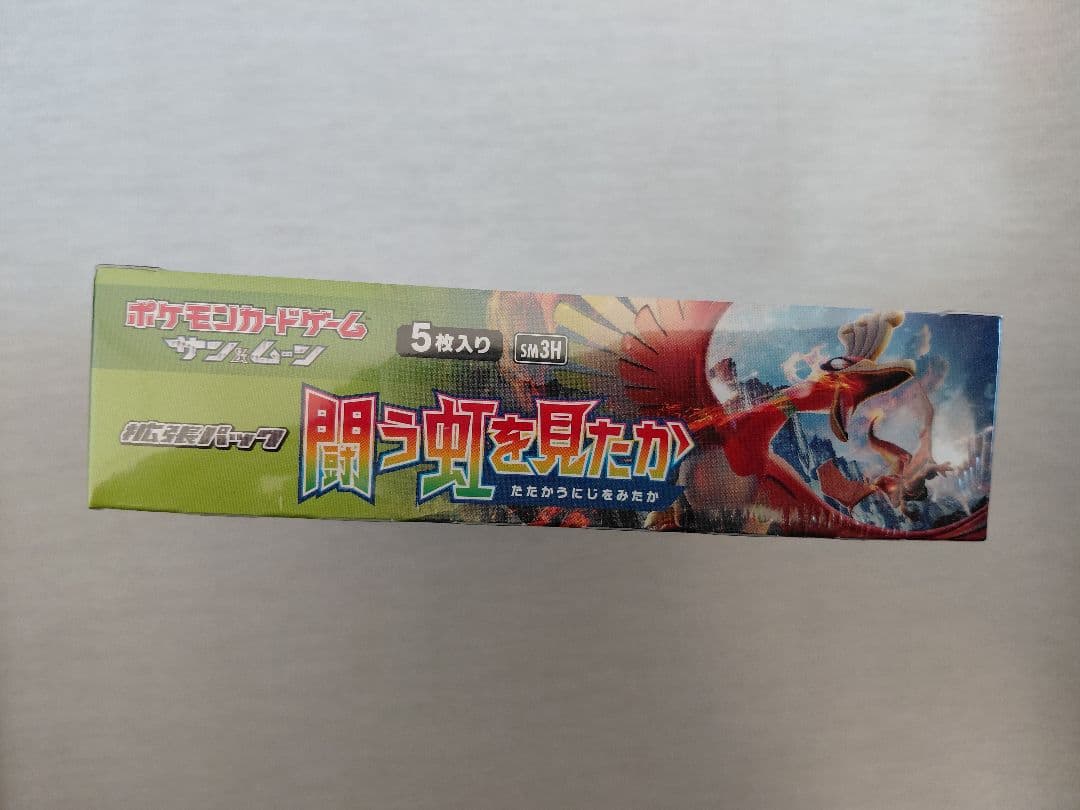 ポケモンカードゲーム
サン&ムーン
5枚入り
SM3H
拡張パック
闘う虹を見たか
たたかうにじをみたか